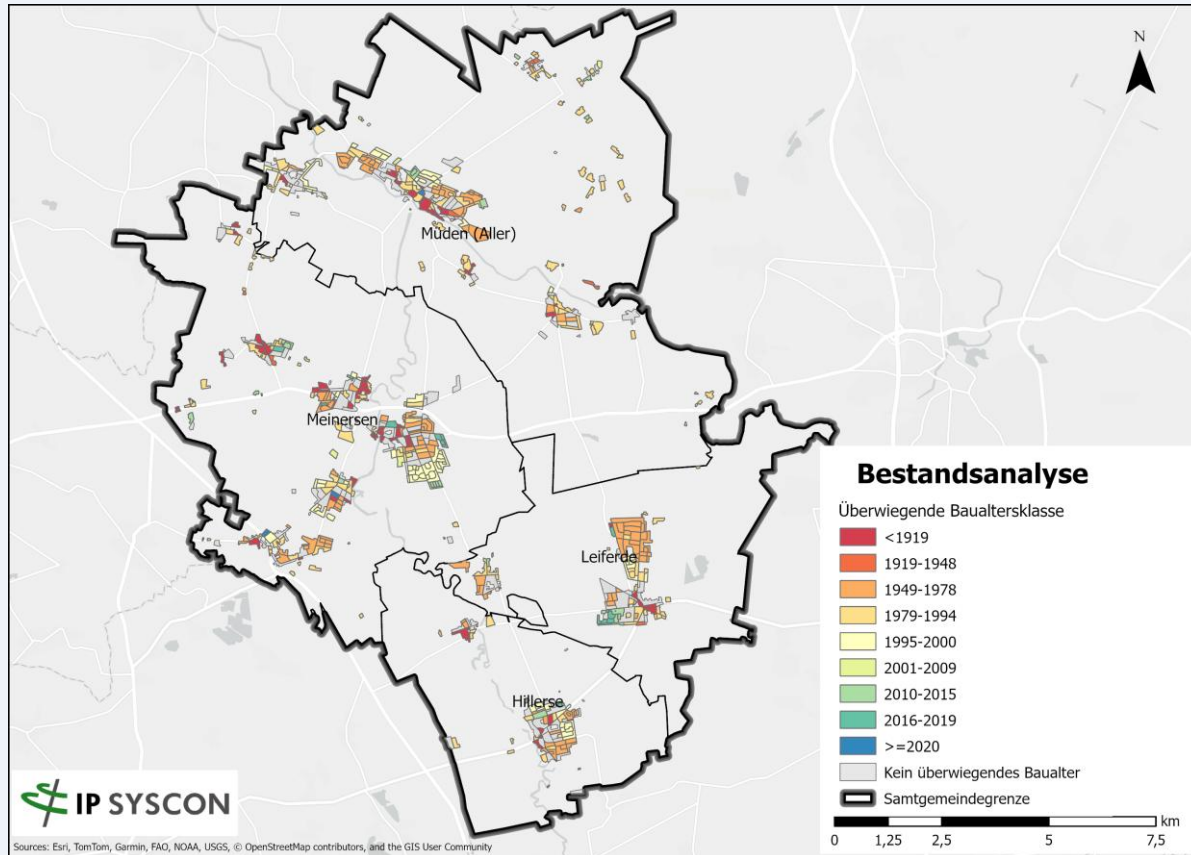 N
Müden (Aller)
Meinersen
Leiferde
Hillerse
Bestandsanalyse
Überwiegende Baualtersklasse
<1919
1919-1948
1949-1978
1979-1994
1995-2000
2001-2009
2010-2015
2016-2019
>=2020
Kein überwiegendes Baualter
Samtgemeindegrenze
km
0 1,25 2,5 5 7,5
IP SYSCON
Sources: Esri, TomTom, Garmin, FAO, NOAA, USGS, © OpenStreetMap contributors, and the GIS User Community